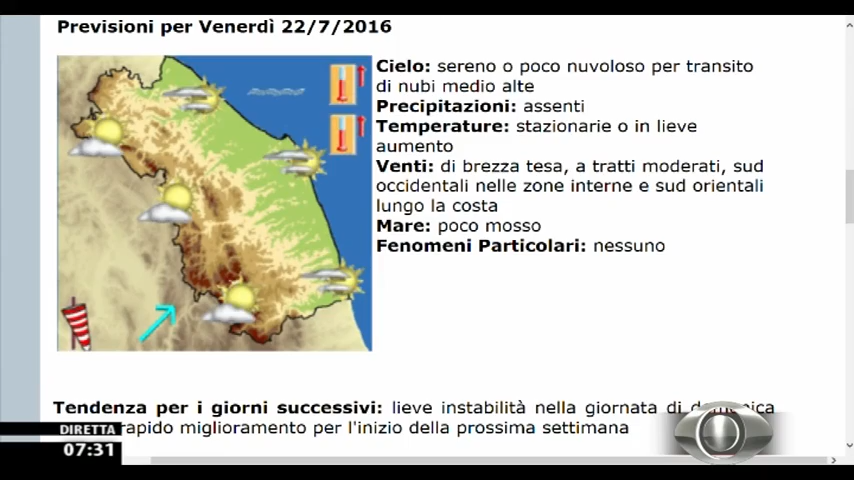 Previsioni per Venerdì 22/7/2016
Cielo: sereno o poco nuvoloso per transito
di nubi medio alte
Precipitazioni: assenti
Temperature: stazionarie o in lieve
aumento
Venti: di brezza tesa, a tratti moderati, sud
occidentali nelle zone interne e sud orientali
lungo la costa
Mare: poco mosso
Fenomeni Particolari: nessuno
Tendenza per i giorni successivi: lieve instabilità nella giornata di
rapido miglioramento per l'inizio della prossima settimana
DIRETTA
07:31